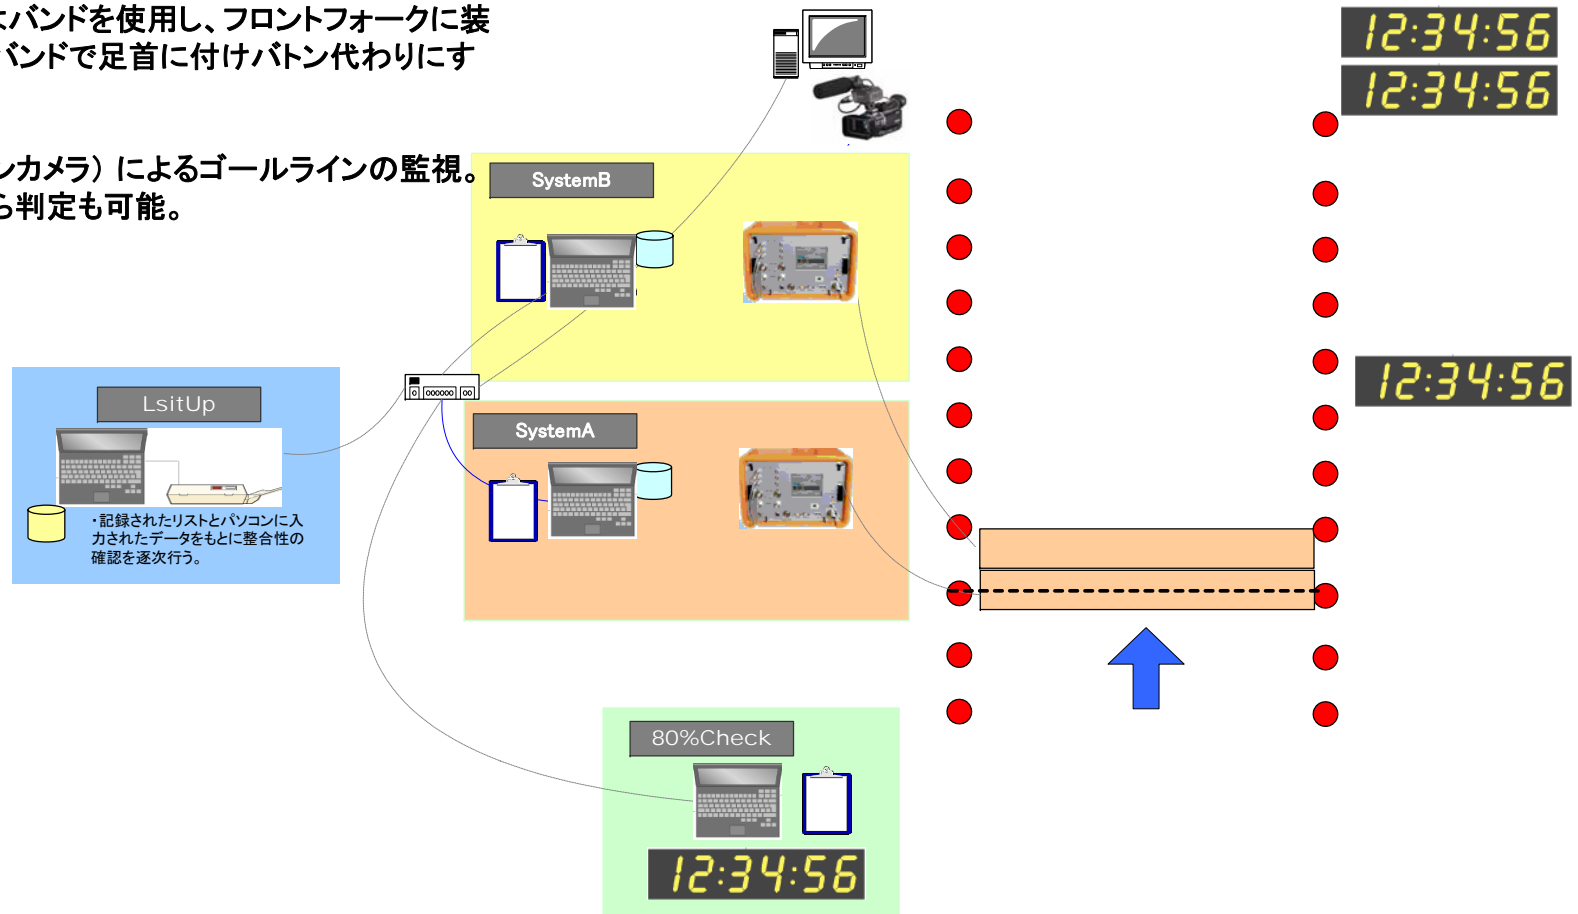 バンドを使用し、フロントフォークに装
バンドで足首に付けバトン代わりにす
ンカメラ）によるゴールラインの監視。
ら判定も可能。
12:34:56
12:34:56
SystemB
12:34:56
LsitUp
SystemA
・記録されたリストとパソコンに入
力されたデータをもとに整合性の
確認を逐次行う。
80%Check
12:34:56